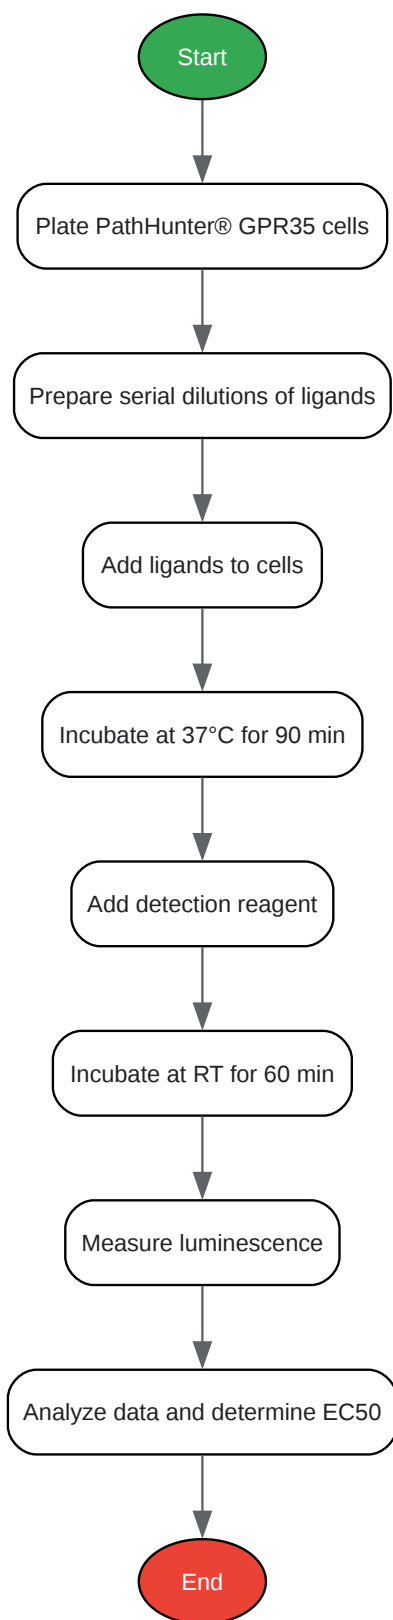 Start
Plate PathHunter® GPR35 cells
Prepare serial dilutions of ligands
Add ligands to cells
Incubate at 37°C for 90 min
Add detection reagent
Incubate at RT for 60 min
Measure luminescence
Analyze data and determine EC50
End